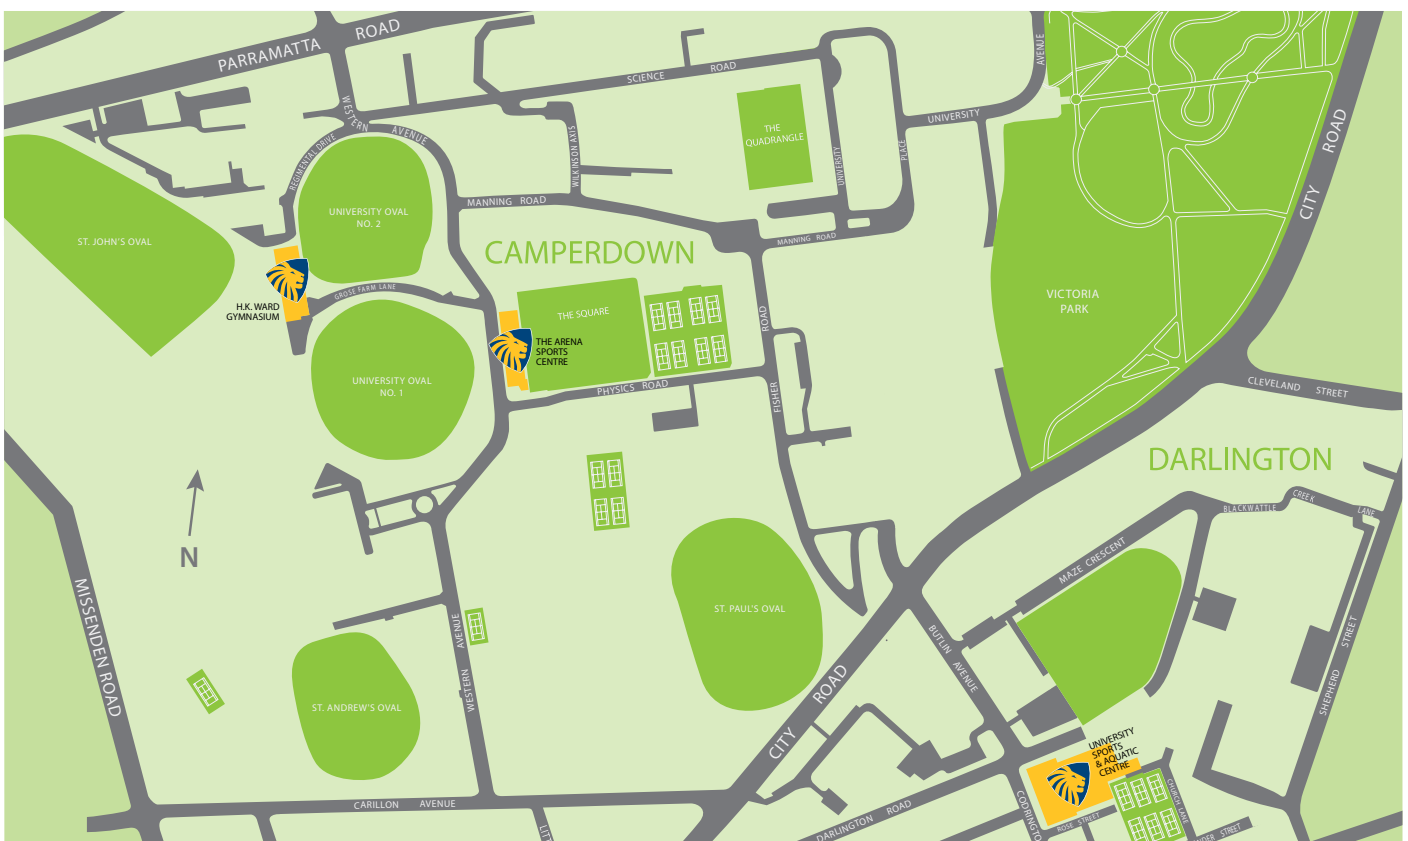 PARRAMATTA ROAD
AVENUE
SCIENCE ROAD
WESTERN AVENUE
UNIVERSITY
REGIMENTAL DRIVE
WILKINSON AXIS
THE
QUADRANGLE
UNIVERSITY
PLACE
CITY ROAD
MANNING ROAD
UNIVERSITY OVAL
NO. 2
ST. JOHN'S OVAL
MANNING ROAD
CAMPERDOWN
GROSE FARM LANE
H.K. WARD
GYMNASIUM
THE SQUARE
VICTORIA
PARK
THE ARENA
SPORTS
CENTRE
UNIVERSITY OVAL
NO. 1
PHYSICS ROAD
FISHER ROAD
CLEVELAND STREET
DARLINGTON
BLACKWATTLE CREEK LANE
N
MAZE CRESCENT
MISSENDEN ROAD
ST. PAUL'S OVAL
WESTERN AVENUE
BUTLIN AVENUE
SHEPHERD STREET
ST. ANDREW'S OVAL
CITY ROAD
UNIVERSITY
SPORTS
& AQUATIC
CENTRE
CARILLON AVENUE
DARLINGTON ROAD
CODRINGTO
ROSE STREET
CHURCH LANE
STREET